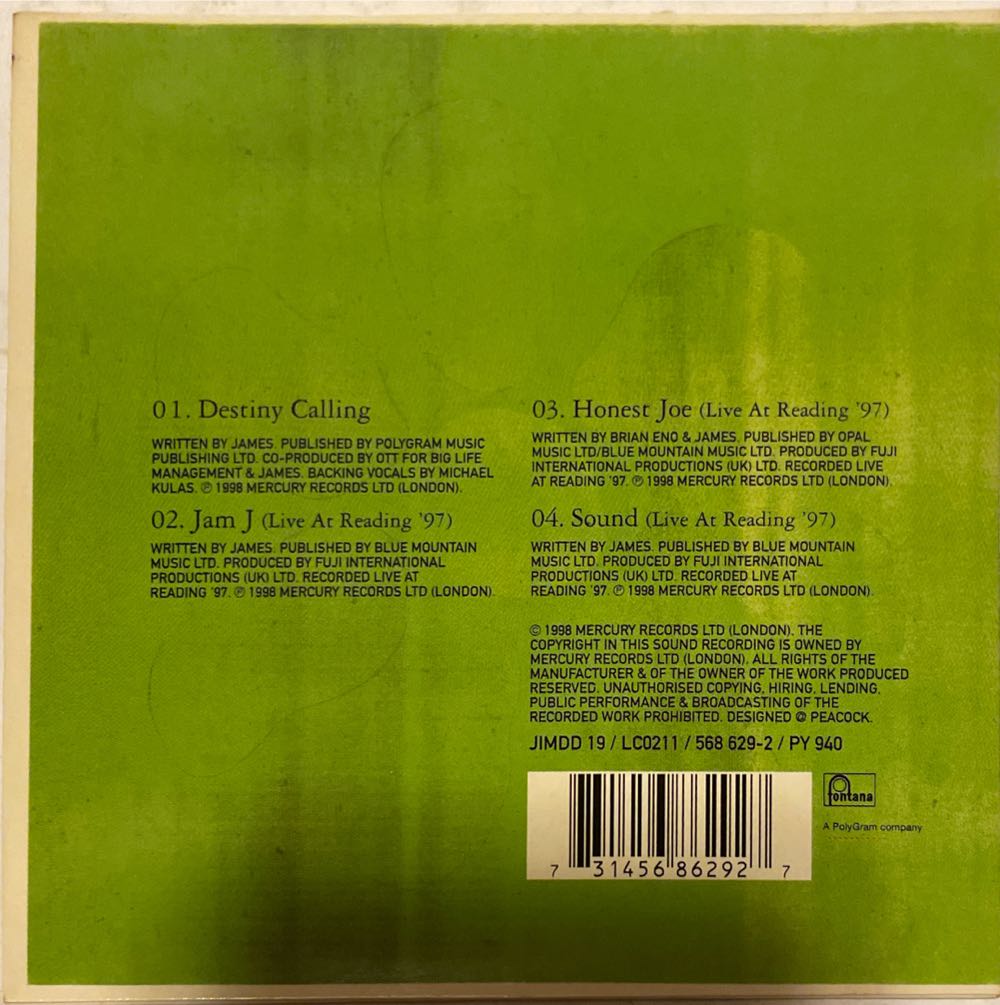 01. Destiny Calling
WRITTEN BY JAMES. PUBLISHED BY POLYGRAM MUSIC
PUBLISHING LTD. CO-PRODUCED BY OTT FOR BIG LIFE
MANAGEMENT & JAMES. BACKING VOCALS BY MICHAEL
KULAS. ℗ 1998 MERCURY RECORDS LTD (LONDON).
02. Jam J (Live At Reading '97)
WRITTEN BY JAMES. PUBLISHED BY BLUE MOUNTAIN
MUSIC LTD. PRODUCED BY FUJI INTERNATIONAL
PRODUCTIONS (UK) LTD. RECORDED LIVE AT
READING '97. ℗ 1998 MERCURY RECORDS LTD (LONDON).
03. Honest Joe (Live At Reading '97)
WRITTEN BY BRIAN ENO & JAMES. PUBLISHED BY OPAL
MUSIC LTD/BLUE MOUNTAIN MUSIC LTD. PRODUCED BY FUJI
INTERNATIONAL PRODUCTIONS (UK) LTD. RECORDED LIVE
AT READING '97. ℗ 1998 MERCURY RECORDS LTD (LONDON).
04. Sound (Live At Reading '97)
WRITTEN BY JAMES. PUBLISHED BY BLUE MOUNTAIN
MUSIC LTD. PRODUCED BY FUJI INTERNATIONAL
PRODUCTIONS (UK) LTD. RECORDED LIVE AT
READING '97. ℗ 1998 MERCURY RECORDS LTD (LONDON).
© 1998 MERCURY RECORDS LTD (LONDON). THE
COPYRIGHT IN THIS SOUND RECORDING IS OWNED BY
MERCURY RECORDS LTD (LONDON). ALL RIGHTS OF THE
MANUFACTURER & OF THE OWNER OF THE WORK PRODUCED
RESERVED. UNAUTHORISED COPYING, HIRING, LENDING,
PUBLIC PERFORMANCE & BROADCASTING OF THE
RECORDED WORK PROHIBITED. DESIGNED @ PEACOCK.
JIMDD 19 / LC0211 / 568 629-2 / PY 940
7 31456 86292 7
fontana
A PolyGram company